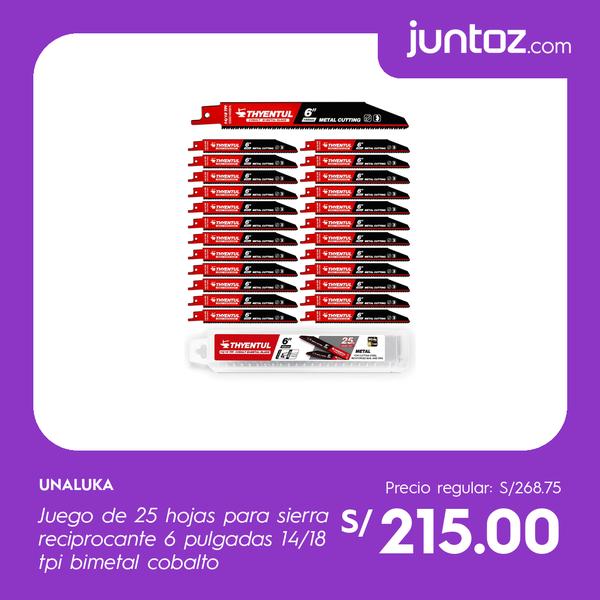 juntoz.com
THYENTUL
6"
METAL CUTTING
THYENTUL
6"
25
METAL
UNALUKA
Precio regular: S/268.75
Juego de 25 hojas para sierra
reciprocante 6 pulgadas 14/18
tpi bimetal cobalto
S/ 215.00